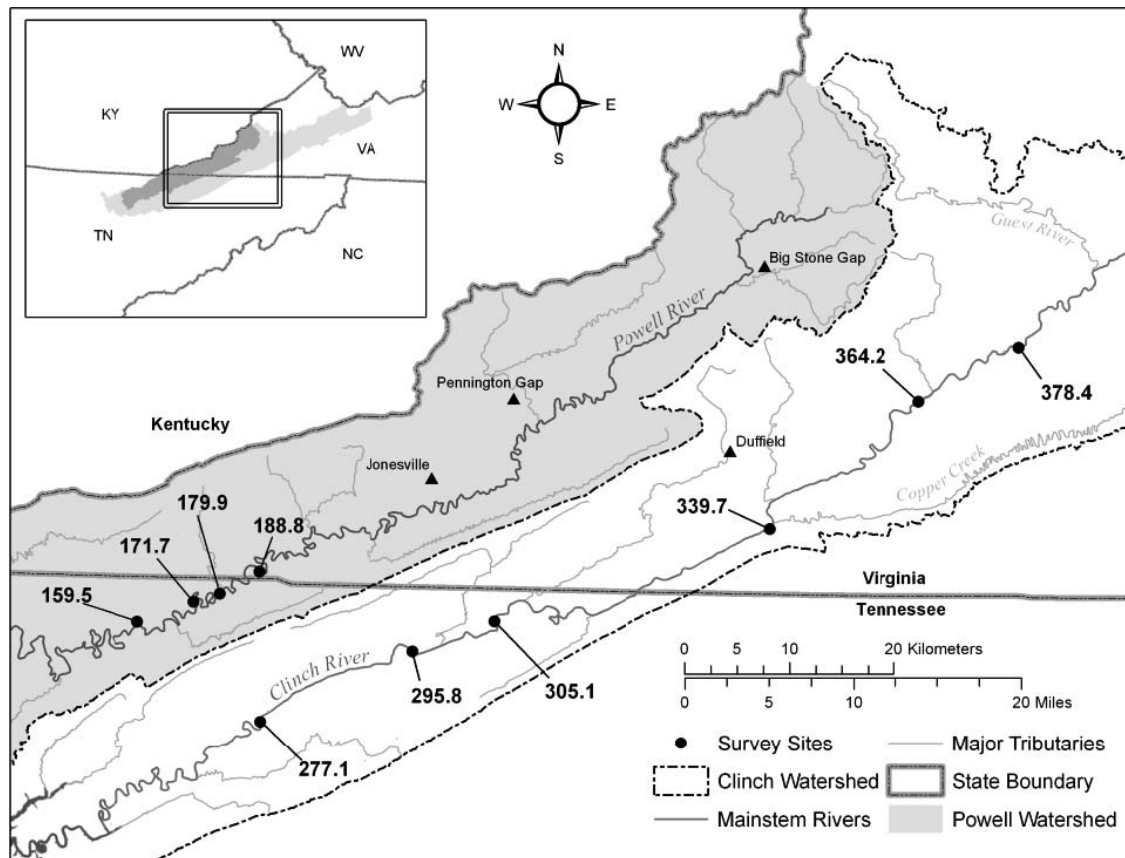 WV
KY
VA
TN
NC
N
W E
S
Guest River
Big Stone Gap
Powell River
364.2
378.4
Pennington Gap
Kentucky
Duffield
Jonesville
Copper Creek
179.9
188.8
339.7
171.7
159.5
Virginia
Tennessee
Clinch River
295.8
305.1
277.1
0 5 10 20 Kilometers
0 5 10 20 Miles
Survey Sites
Major Tributaries
Clinch Watershed
State Boundary
Mainstem Rivers
Powell Watershed